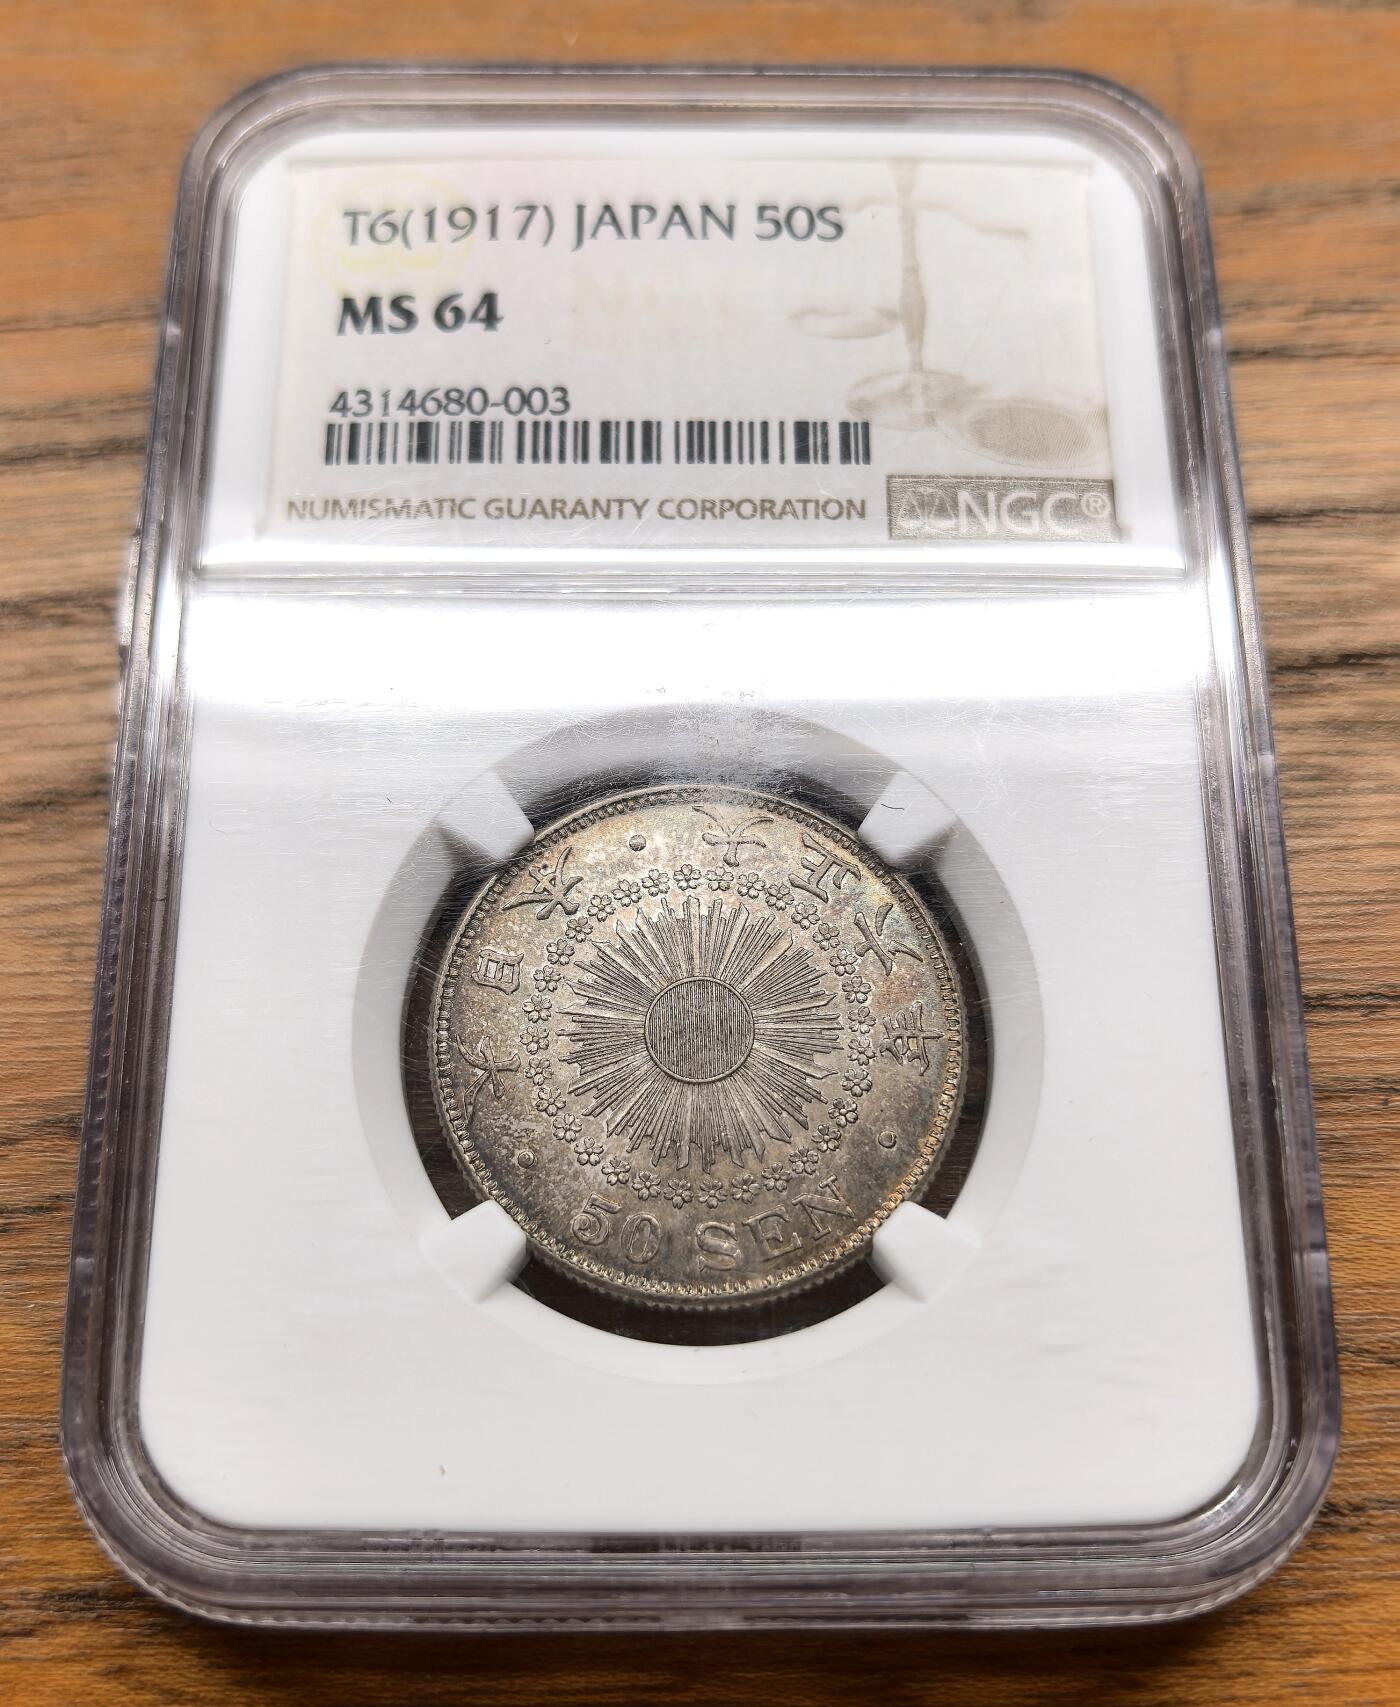 T6(1917) JAPAN 50S
MS 64
4314680-003
NUMISMATIC GUARANTY CORPORATION
NGC®
大日本・大正六年
50 SEN